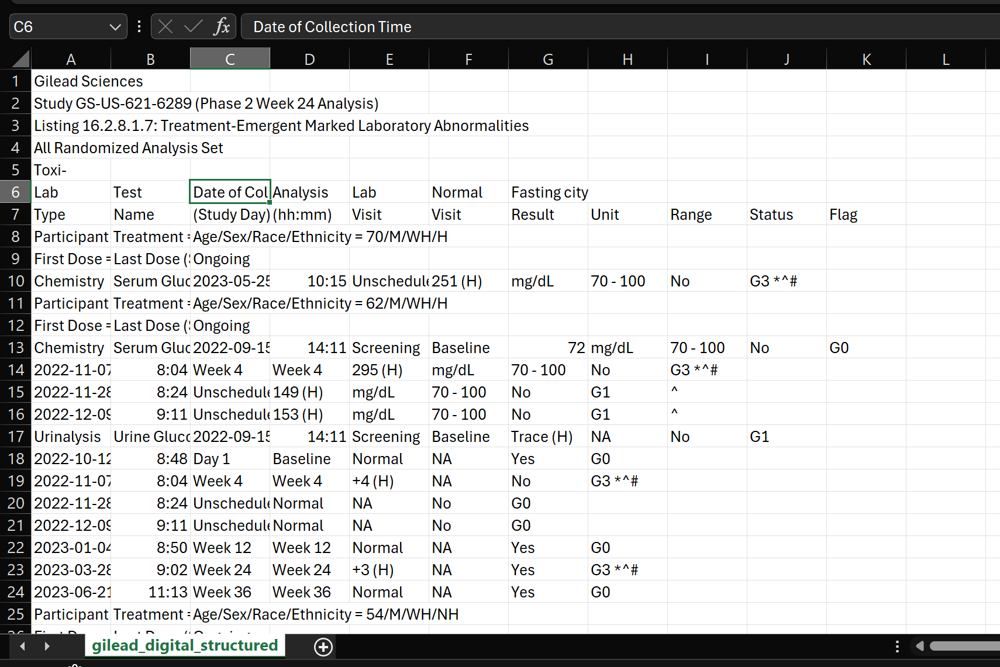 C6 fx Date of Collection Time
A B C D E F G H I J K L
1 Gilead Sciences
2 Study GS-US-621-6289 (Phase 2 Week 24 Analysis)
3 Listing 16.2.8.1.7: Treatment-Emergent Marked Laboratory Abnormalities
4 All Randomized Analysis Set
5 Toxi-
6 Lab Test Date of Col Analysis Lab Normal Fasting city
7 Type Name (Study Day) (hh:mm) Visit Visit Result Unit Range Status Flag
8 Participant Treatment = Age/Sex/Race/Ethnicity = 70/M/WH/H
9 First Dose = Last Dose ( Ongoing
10 Chemistry Serum Gluc 2023-05-25 10:15 Unschedule 251 (H) mg/dL 70 - 100 No G3 *^#
11 Participant Treatment = Age/Sex/Race/Ethnicity = 62/M/WH/H
12 First Dose = Last Dose ( Ongoing
13 Chemistry Serum Gluc 2022-09-15 14:11 Screening Baseline 72 mg/dL 70 - 100 No G0
14 2022-11-07 8:04 Week 4 Week 4 295 (H) mg/dL 70 - 100 No G3 *^#
15 2022-11-28 8:24 Unschedule 149 (H) mg/dL 70 - 100 No G1 ^
16 2022-12-09 9:11 Unschedule 153 (H) mg/dL 70 - 100 No G1 ^
17 Urinalysis Urine Gluco 2022-09-15 14:11 Screening Baseline Trace (H) NA No G1
18 2022-10-12 8:48 Day 1 Baseline Normal NA Yes G0
19 2022-11-07 8:04 Week 4 Week 4 +4 (H) NA No G3 *^#
20 2022-11-28 8:24 Unschedule Normal NA No G0
21 2022-12-09 9:11 Unschedule Normal NA No G0
22 2023-01-04 8:50 Week 12 Week 12 Normal NA Yes G0
23 2023-03-28 9:02 Week 24 Week 24 +3 (H) NA Yes G3 *^#
24 2023-06-21 11:13 Week 36 Week 36 Normal NA Yes G0
25 Participant Treatment = Age/Sex/Race/Ethnicity = 54/M/WH/NH
gilead_digital_structured